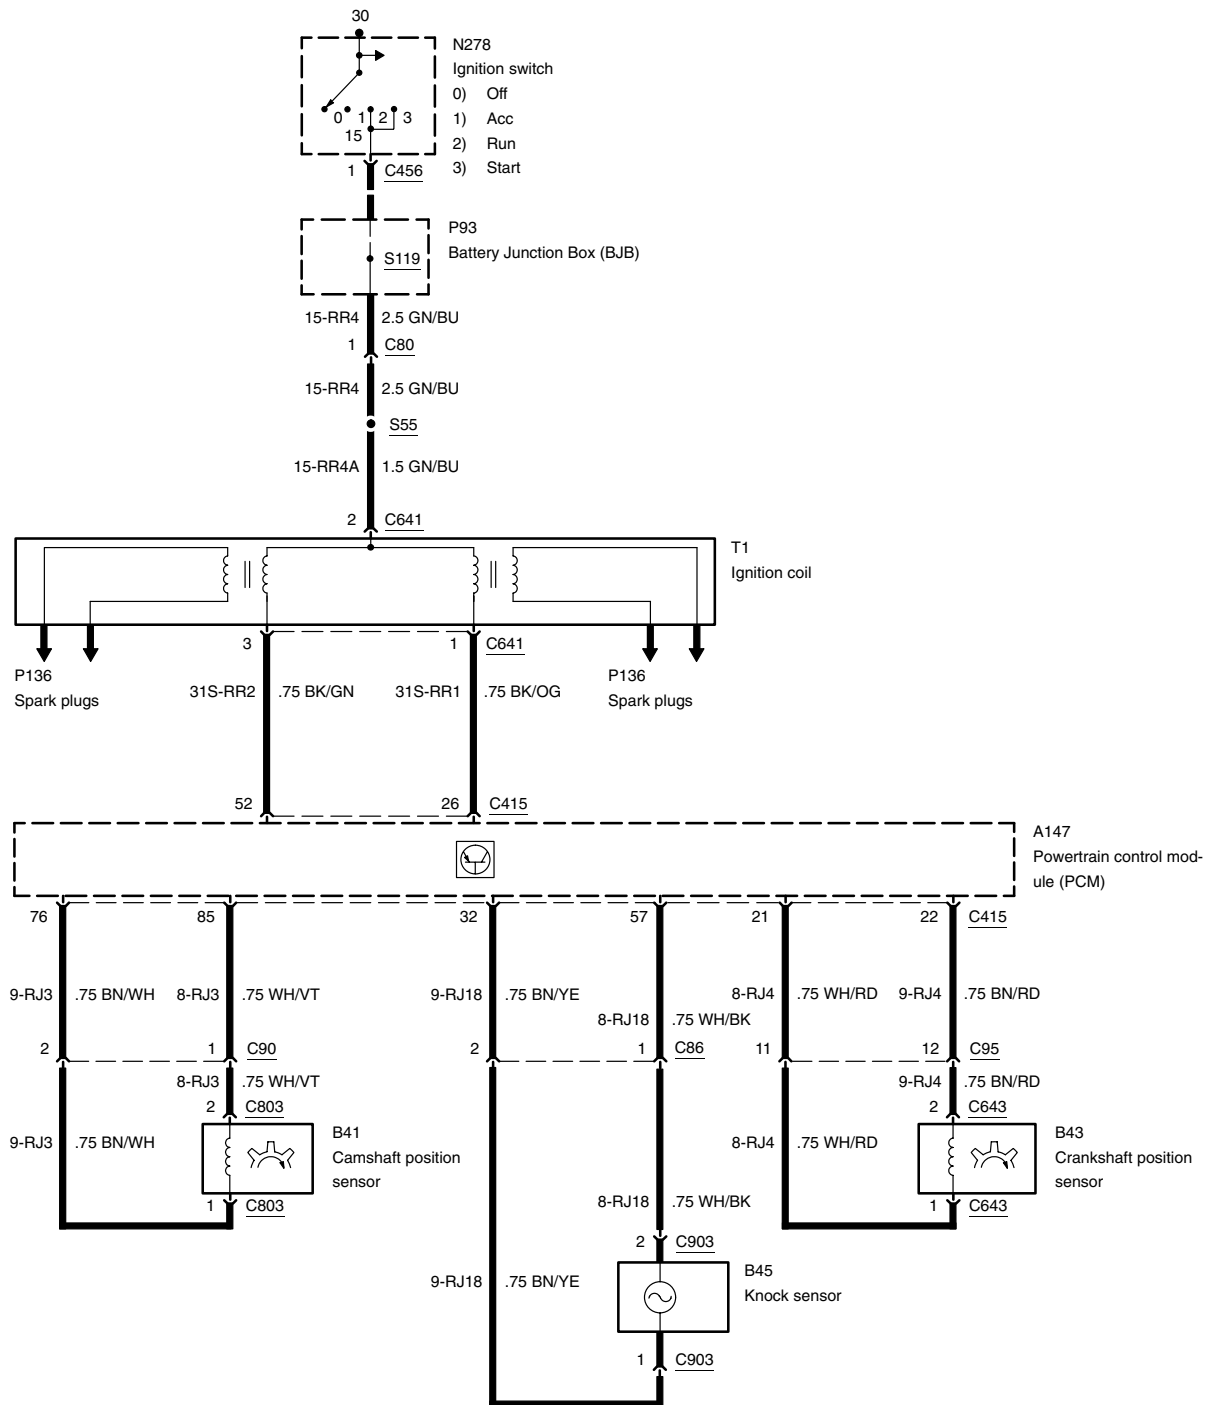 30
N278
Ignition switch
0) Off
1) Acc
2) Run
3) Start
0 1 2 3
15
1 C456
P93
Battery Junction Box (BJB)
S119
15-RR4 2.5 GN/BU
1 C80
15-RR4 2.5 GN/BU
S55
15-RR4A 1.5 GN/BU
2 C641
T1
Ignition coil
3 1 C641
P136
Spark plugs
P136
Spark plugs
31S-RR2 .75 BK/GN 31S-RR1 .75 BK/OG
52 26 C415
A147
Powertrain control mod-
ule (PCM)
76 85 32 57 21 22 C415
9-RJ3 .75 BN/WH 8-RJ3 .75 WH/VT 9-RJ18 .75 BN/YE 8-RJ4 .75 WH/RD 9-RJ4 .75 BN/RD
8-RJ18 .75 WH/BK
2 1 C90 2 1 C86 11 12 C95
8-RJ3 .75 WH/VT 9-RJ4 .75 BN/RD
2 C803 2 C643
9-RJ3 .75 BN/WH
B41
Camshaft position
sensor
8-RJ4 .75 WH/RD
B43
Crankshaft position
sensor
1 C803 8-RJ18 .75 WH/BK 1 C643
2 C903
9-RJ18 .75 BN/YE
B45
Knock sensor
1 C903